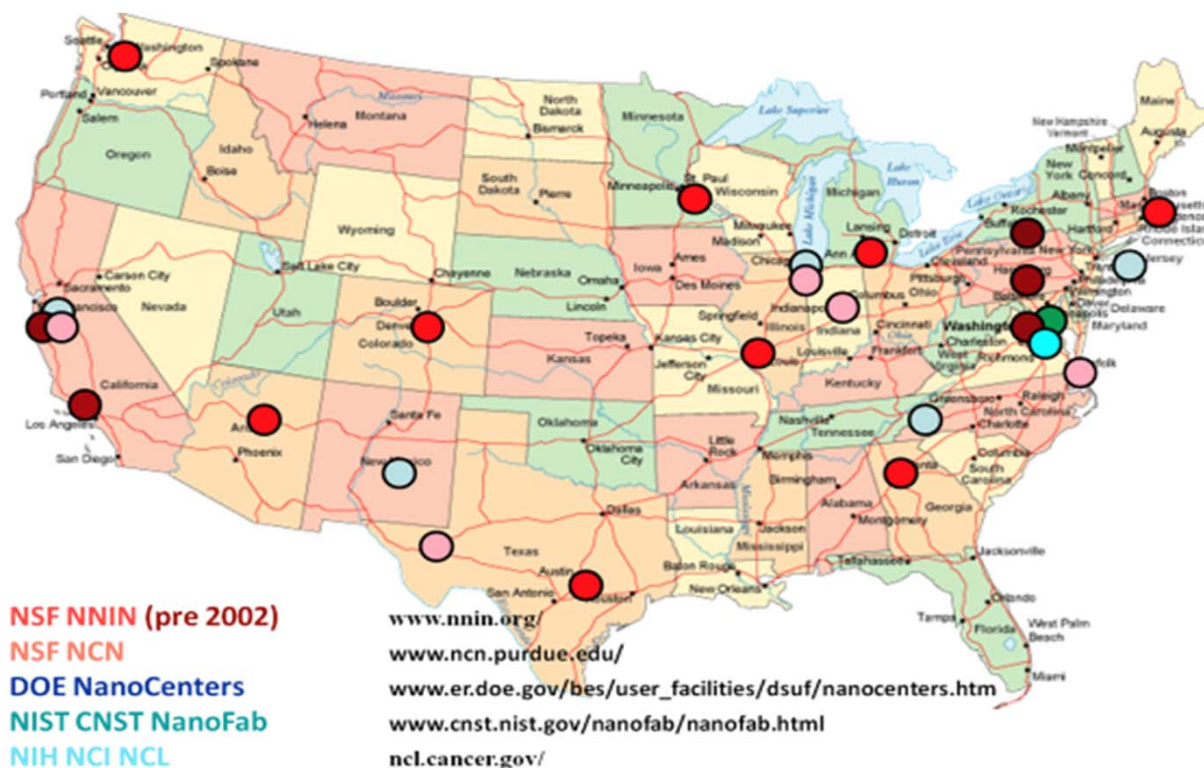 Seattle
Washington
Spokane
Portland
Vancouver
Salem
Oregon
Helena
Montana
Missouri
Idaho
Boise
North
Dakota
Bismarck
South
Dakota
Pierre
Minnesota
Minneapolis
St. Paul
Wisconsin
Lake Superior
Lake Michigan
Lake
Huron
Michigan
Lansing
Detroit
Milwaukee
Madison
New Hampshire
Vermont
Maine
Augusta
Montpelier
Concord
New
York
Albany
Boston
Lake Ontario
Rochester
Lake Erie
Hartford
Connecticut
Pennsylvania
New York
Wyoming
Cheyenne
Nebraska
Omaha
Lincoln
Iowa
Ames
Des Moines
Cleveland
Pittsburgh
Columbus
Ohio
Indianapolis
Indiana
Springfield
Illinois
Cincinnati
Carson City
Sacramento
Nevada
Salt Lake City
Utah
Boulder
Colorado
Topeka
Kansas City
Kansas
Jefferson
City
Missouri
Louisville
Frankfort
Charleston
West
Virginia
Richmond
Delaware
Maryland
California
Los Angeles
San Diego
Colorado
Phoenix
Santa Fe
Oklahoma
Oklahoma
City
Little
Rock
Arkansas
Kentucky
Nashville
Tennessee
Memphis
Greensboro
Raleigh
North Carolina
Charlotte
Columbia
South
Carolina
Birmingham
Alabama
Montgomery
Georgia
Dallas
Texas
Austin
San Antonio
Louisiana
Jackson
Mississippi
Mississippi
Baton Rouge
New Orleans
Tallahassee
Jacksonville
Orlando
Tampa
Florida
West Palm
Beach
Miami
NSF NNIN (pre 2002) www.nnin.org/
NSF NCN www.ncn.purdue.edu/
DOE NanoCenters www.er.doe.gov/bes/user_facilities/dsuf/nanocenters.htm
NIST CNST NanoFab www.cnst.nist.gov/nanofab/nanofab.html
NIH NCI NCL ncl.cancer.gov/